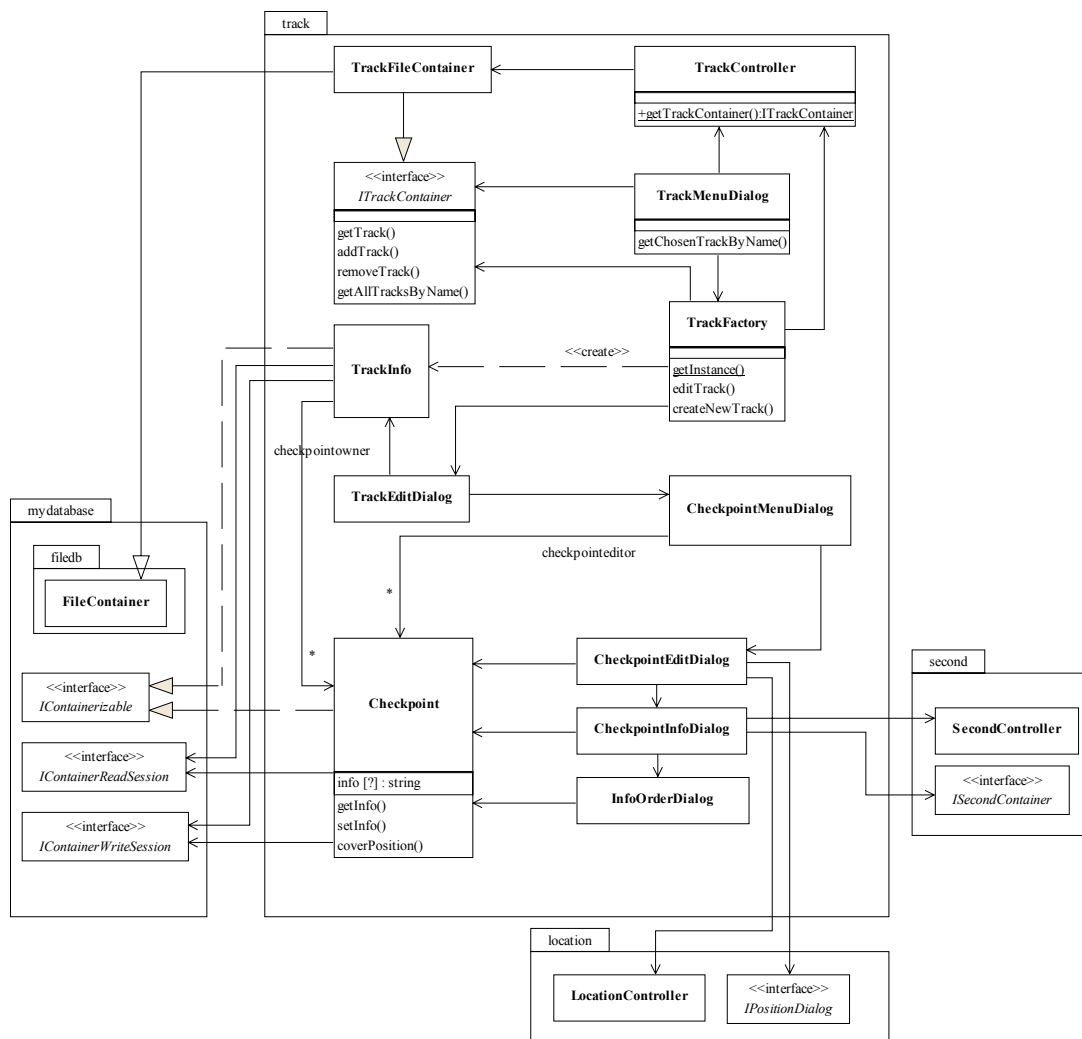 track
TrackFileContainer
TrackController
+getTrackContainer():ITrackContainer
<<interface>>
ITrackContainer
getTrack()
addTrack()
removeTrack()
getAllTracksByName()
TrackMenuDialog
getChosenTrackByName()
TrackFactory
getInstance()
editTrack()
createNewTrack()
<<create>>
TrackInfo
checkpointowner
TrackEditDialog
CheckpointMenuDialog
checkpointeditor
*
*
mydatabase
filedb
FileContainer
<<interface>>
IContainerizable
<<interface>>
IContainerReadSession
<<interface>>
IContainerWriteSession
Checkpoint
info [?] : string
getInfo()
setInfo()
coverPosition()
CheckpointEditDialog
CheckpointInfoDialog
InfoOrderDialog
second
SecondController
<<interface>>
ISecondContainer
location
LocationController
<<interface>>
IPositionDialog